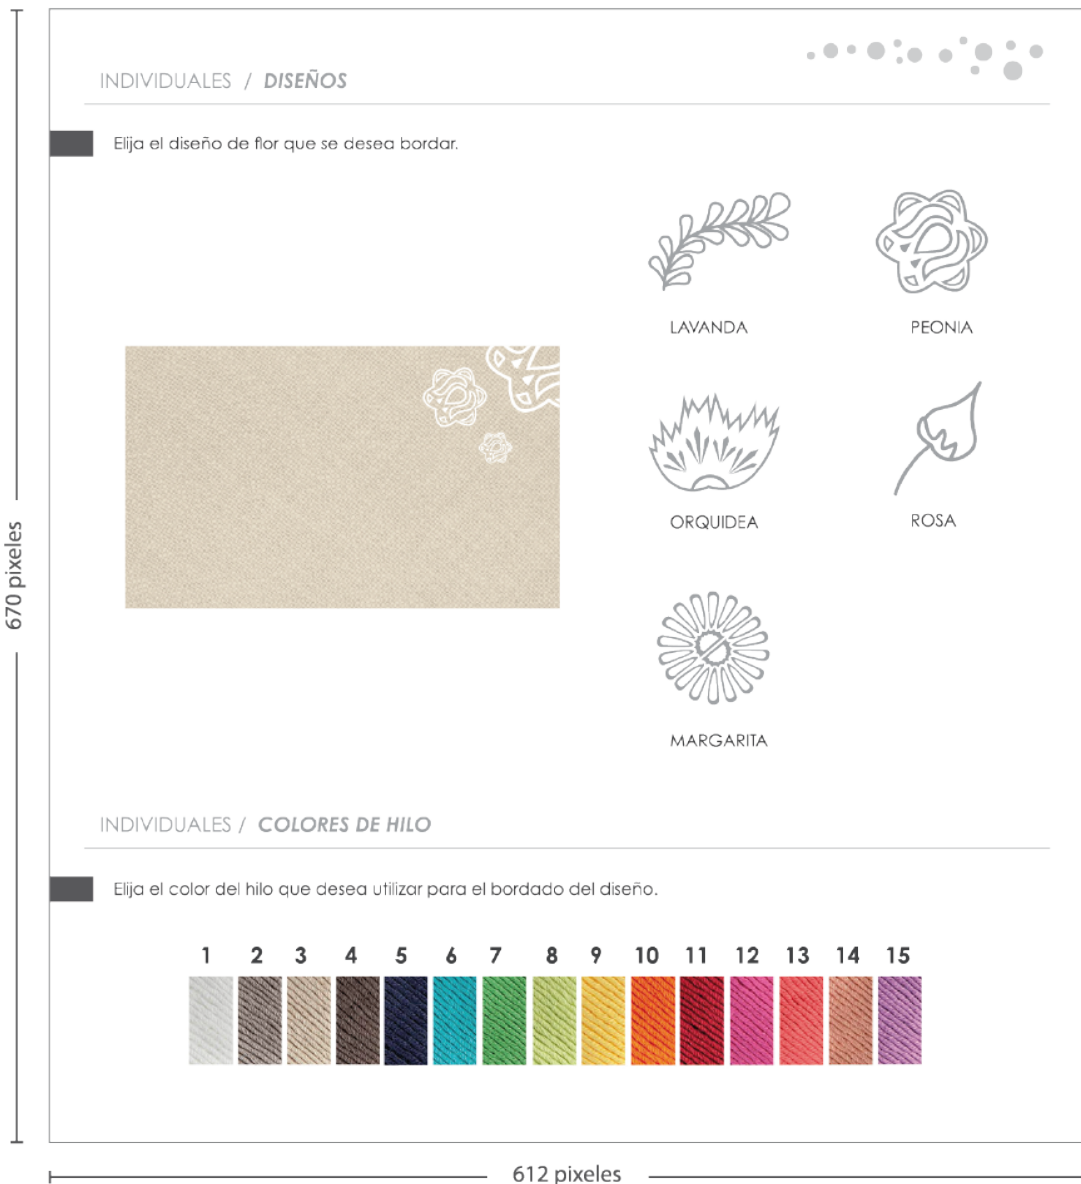 INDIVIDUALES / DISEÑOS
Elija el diseño de flor que se desea bordar.
LAVANDA
PEONIA
ORQUIDEA
ROSA
MARGARITA
670 pixeles
INDIVIDUALES / COLORES DE HILO
Elija el color del hilo que desea utilizar para el bordado del diseño.
1 2 3 4 5 6 7 8 9 10 11 12 13 14 15
612 pixeles